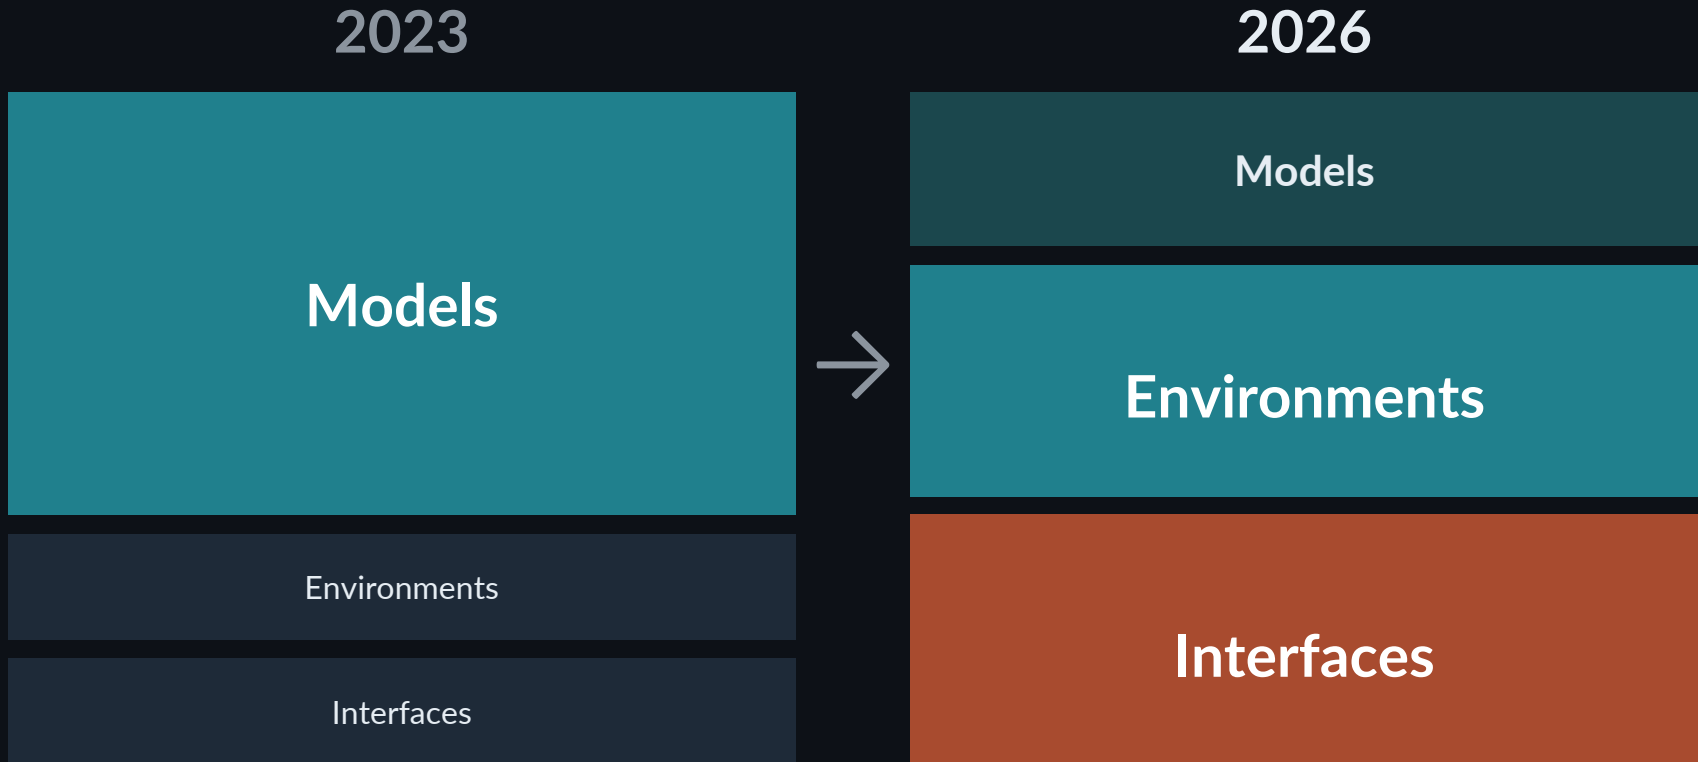 2023
Models
Environments
Interfaces
2026
Models
Environments
Interfaces